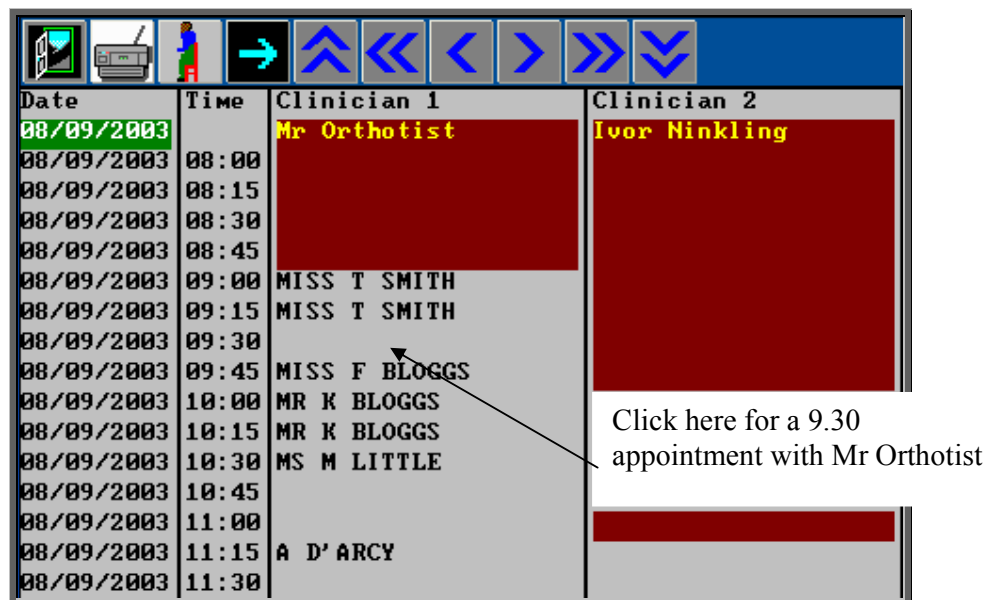 Date Time Clinician 1 Clinician 2
08/09/2003 Mr Orthotist Ivor Ninkling
08/09/2003 08:00
08/09/2003 08:15
08/09/2003 08:30
08/09/2003 08:45
08/09/2003 09:00 MISS T SMITH
08/09/2003 09:15 MISS T SMITH
08/09/2003 09:30
08/09/2003 09:45 MISS F BLOGGS
08/09/2003 10:00 MR K BLOGGS
08/09/2003 10:15 MR K BLOGGS
08/09/2003 10:30 MS M LITTLE
08/09/2003 10:45
08/09/2003 11:00
08/09/2003 11:15 A D'ARCY
08/09/2003 11:30
Click here for a 9.30
appointment with Mr Orthotist